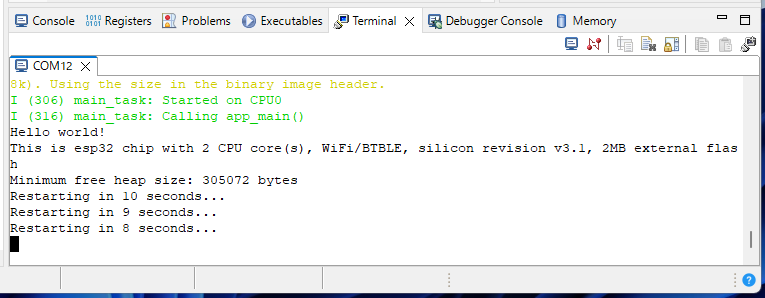 Console 1010 0101 Registers Problems Executables Terminal Debugger Console Memory
COM12
8k). Using the size in the binary image header.
I (306) main_task: Started on CPU0
I (316) main_task: Calling app_main()
Hello world!
This is esp32 chip with 2 CPU core(s), WiFi/BTBLE, silicon revision v3.1, 2MB external flas
h
Minimum free heap size: 305072 bytes
Restarting in 10 seconds...
Restarting in 9 seconds...
Restarting in 8 seconds...